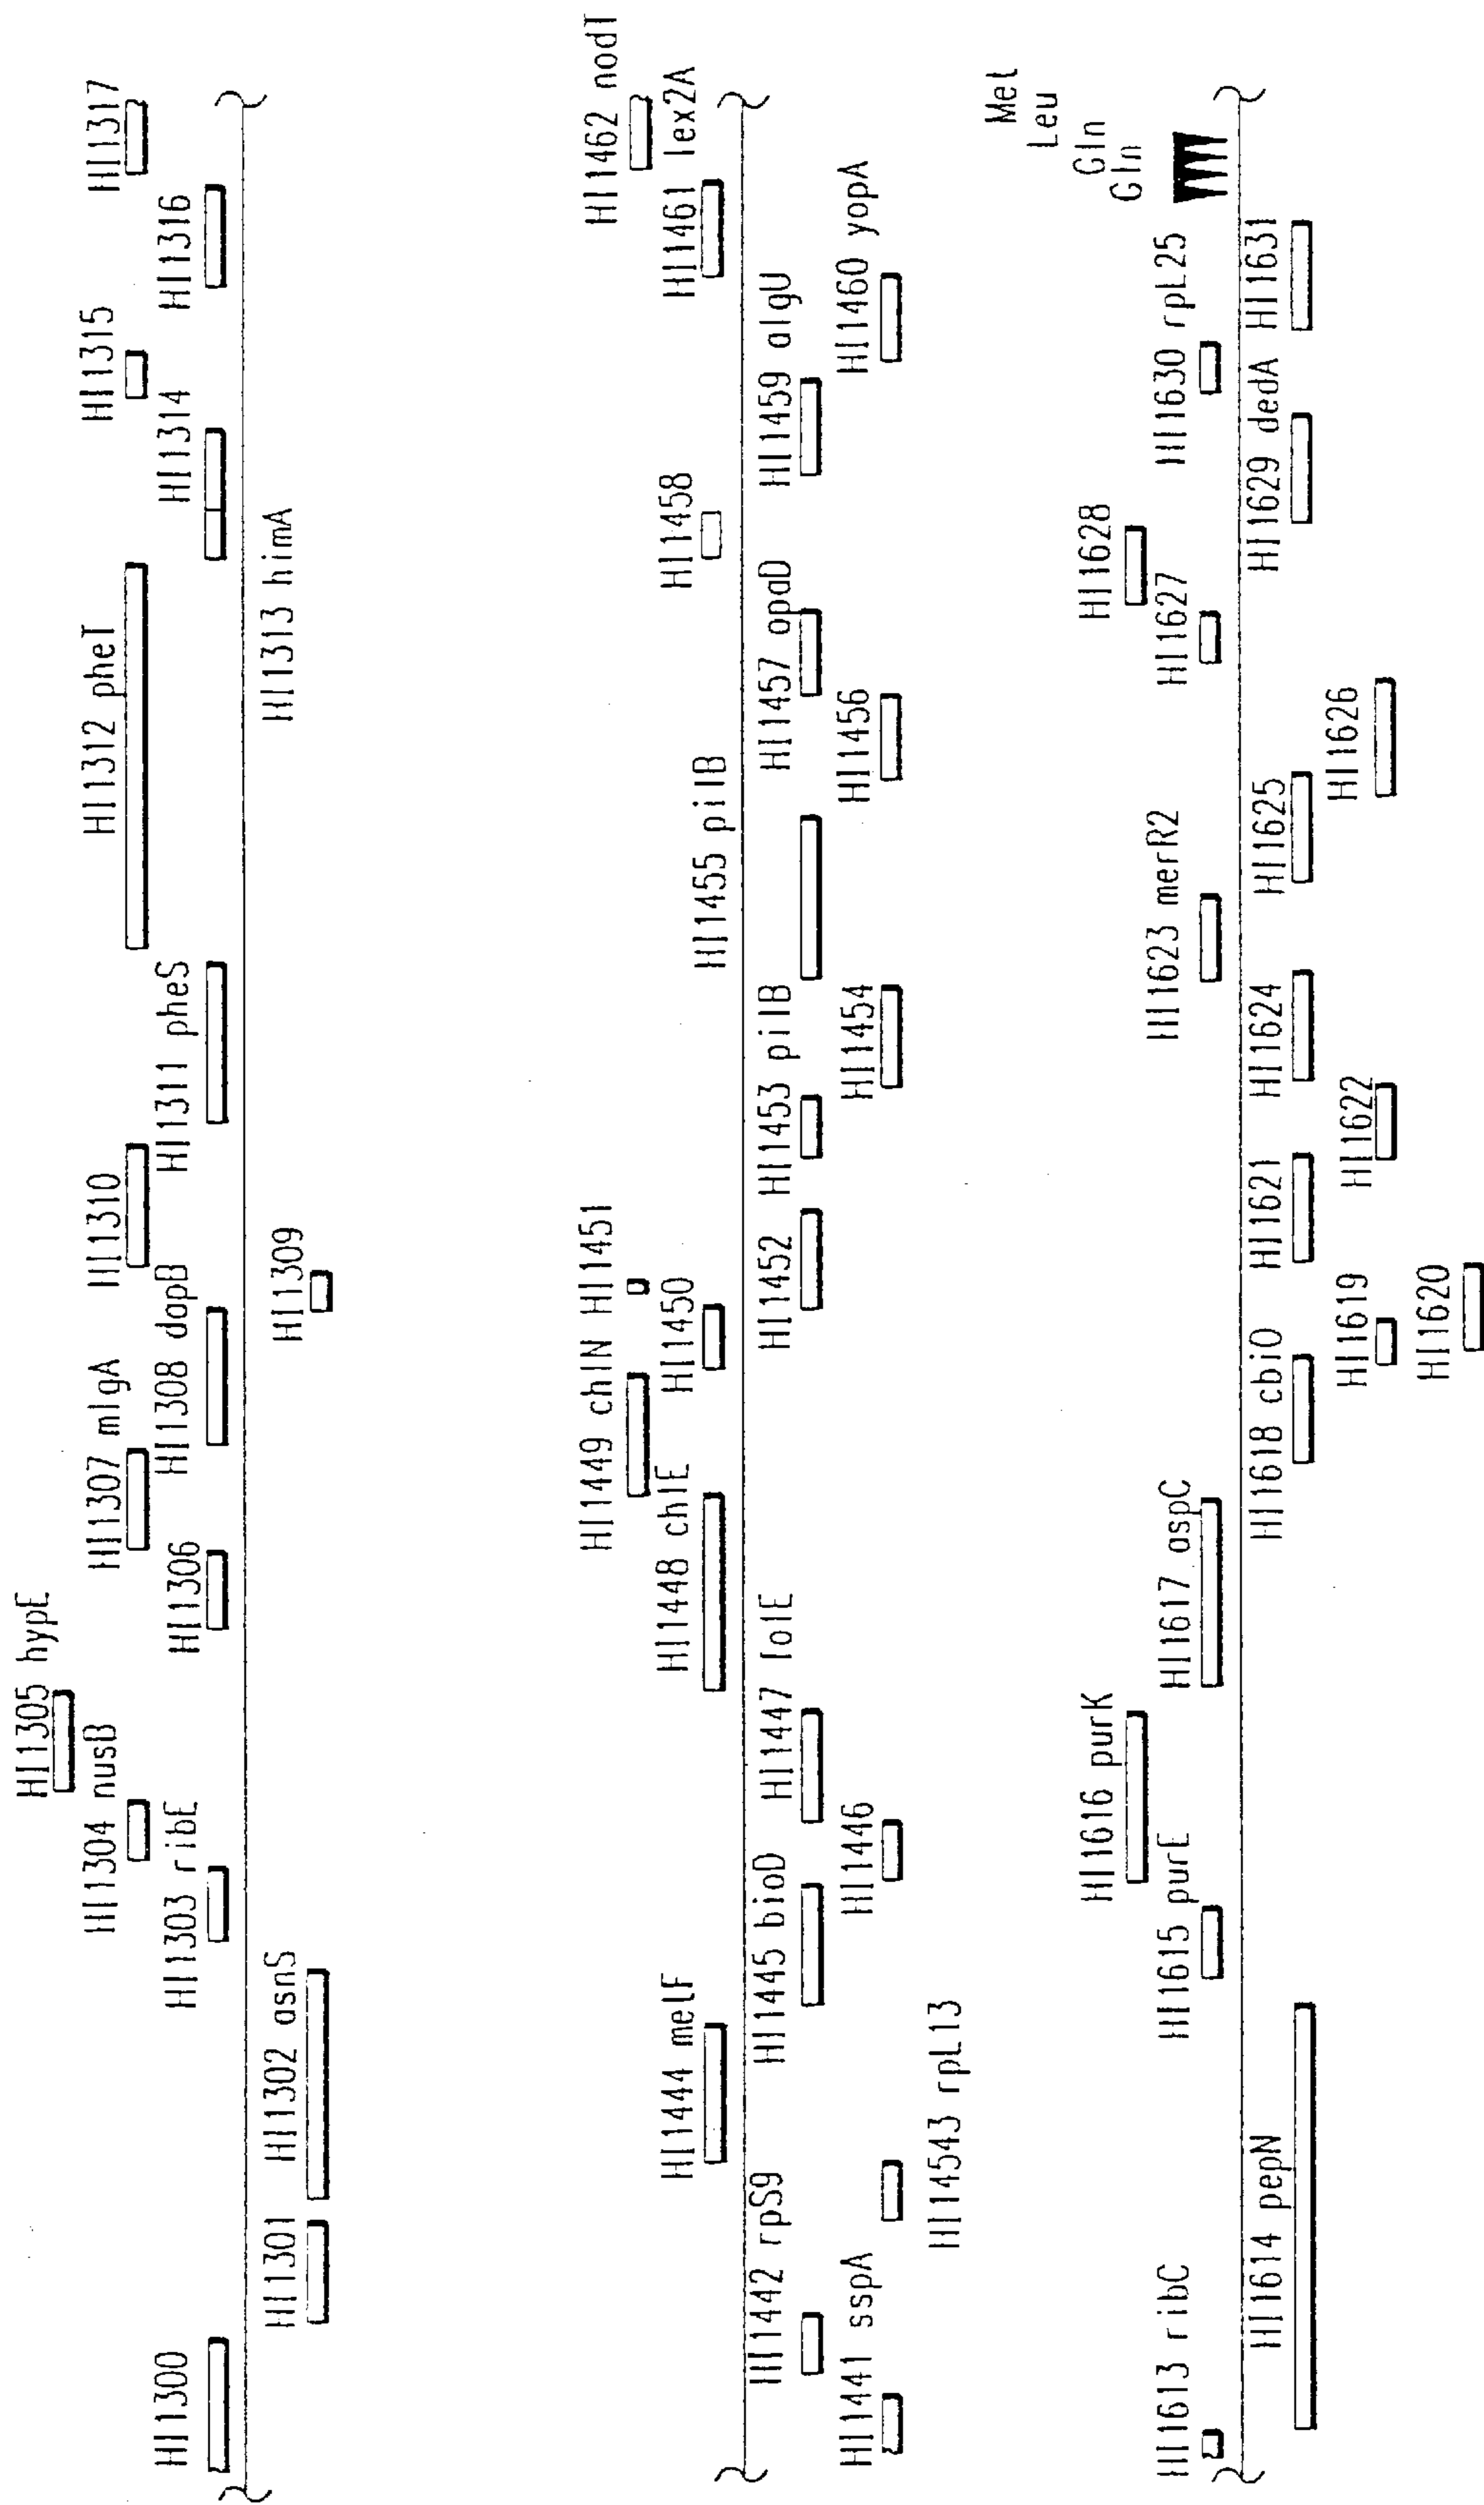 HI1300
HI1301
HI1302 asnS
HI1303 ribE
HI1304 nusB
HI1305 hypE
HI1306
HI1307 mlgA
HI1308 dapB
HI1309
HI1310
HI1311 pheS
HI1312 pheT
HI1313 himA
HI1314
HI1315
HI1316
HI1317
HI1441 sspA
HI1442 rpS9
HI14543 rpL13
HI1444 metF
HI1445 bioD
HI1446
HI1447 folE
HI1448 chlE
HI1449 chlN
HI1450
HI1451
HI1452
HI1453 pilB
HI1454
HI1455 pilB
HI1456
HI1457 opaD
HI1458
HI1459 algU
HI1460 yopA
HI1461 lex2A
HI1462 nodT
HI1613 ribC
HI1614 pepN
HI1615 purE
HI1616 purK
HI1617 aspC
HI1618 cbiO
HI1619
HI1620
HI1621
HI1622
HI1623 merR2
HI1624
HI1625
HI1626
HI1627
HI1628
HI1629 dedA
HI1630 rpL25
HI1631
Gln
Gln
Leu
Met